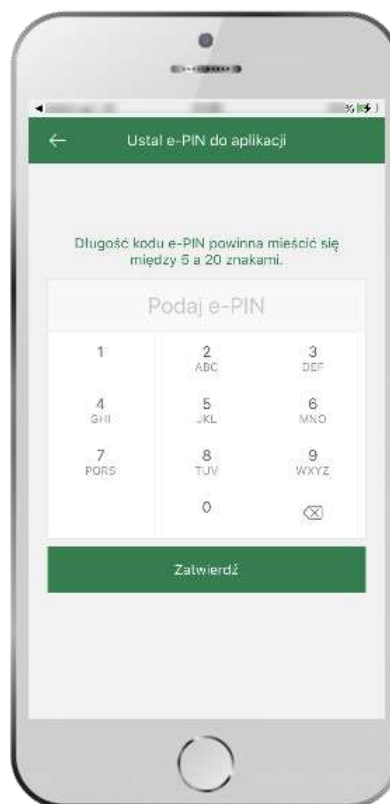 Ustal e-PIN do aplikacji
Długość kodu e-PIN powinna mieścić się
między 5 a 20 znakami.
Podaj e-PIN
1 2 3
ABC DEF
4 5 6
GHI JKL MNO
7 8 9
PQRS TUV WXYZ
0
Zatwierdź